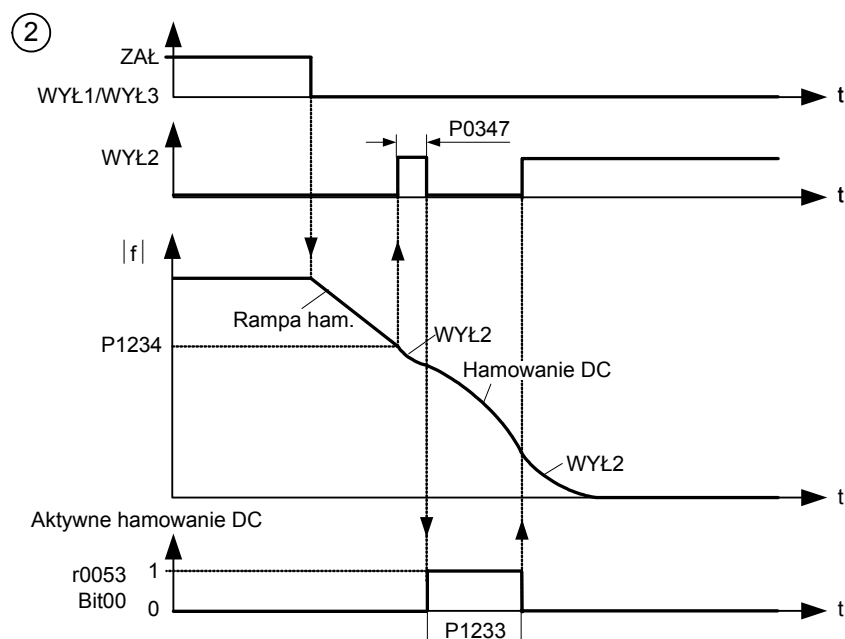 2
ZAŁ
WYŁ1/WYŁ3
t
P0347
WYŁ2
t
|f|
Rampa ham.
P1234
WYŁ2
Hamowanie DC
WYŁ2
t
Aktywne hamowanie DC
r0053 1
Bit00 0
t
P1233